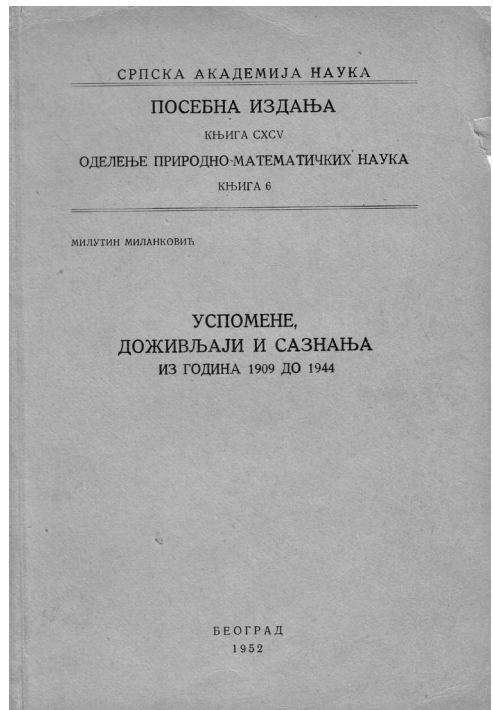 СРПСКА АКАДЕМИЈА НАУКА
ПОСЕБНА ИЗДАЊА
КЊИГА CXCV
ОДЕЛЕЊЕ ПРИРОДНО-МАТЕМАТИЧКИХ НАУКА
КЊИГА 6
МИЛУТИН МИЛАНКОВИЋ
УСПОМЕНЕ,
ДОЖИВЉАЈИ И САЗНАЊА
ИЗ ГОДИНА 1909 ДО 1944
БЕОГРАД
1952